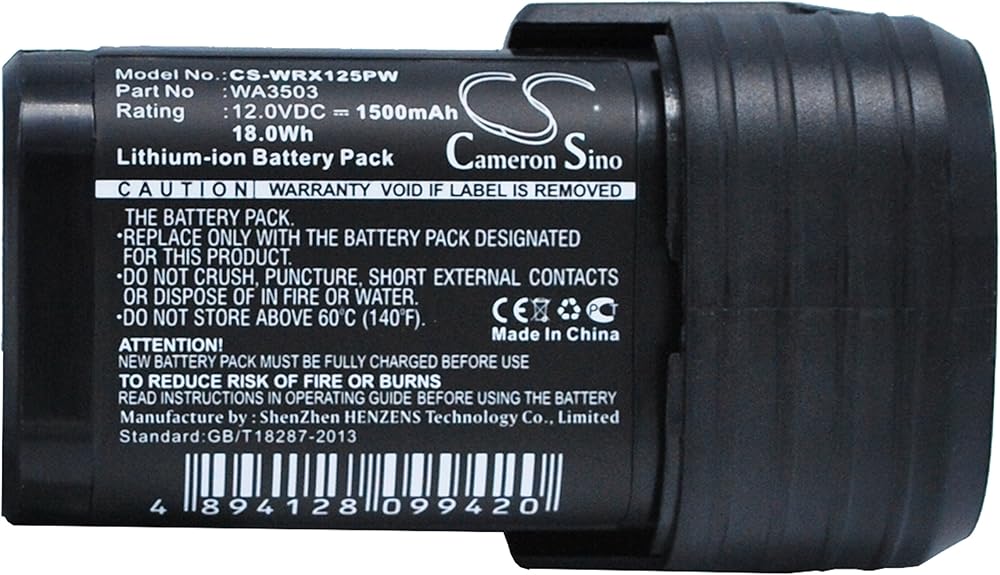 Model No.: CS-WRX125PW
Part No : WA3503
Rating : 12.0VDC ⎓ 1500mAh
18.0Wh
Lithium-ion Battery Pack
CS
Cameron Sino
CAUTION WARRANTY VOID IF LABEL IS REMOVED
THE BATTERY PACK.
•REPLACE ONLY WITH THE BATTERY PACK DESIGNATED
FOR THIS PRODUCT.
•DO NOT CRUSH, PUNCTURE, SHORT EXTERNAL CONTACTS
OR DISPOSE OF IN FIRE OR WATER.
•DO NOT STORE ABOVE 60°C (140°F).
CE PCT
Made In China
ATTENTION!
NEW BATTERY PACK MUST BE FULLY CHARGED BEFORE USE
TO REDUCE RISK OF FIRE OR BURNS
READ INSTRUCTIONS IN OPERATING GUIDE BEFORE USING THE BATTERY
Manufacture by : ShenZhen HENZENS Technology Co., Limited
Standard:GB/T18287-2013
4 894128 099420